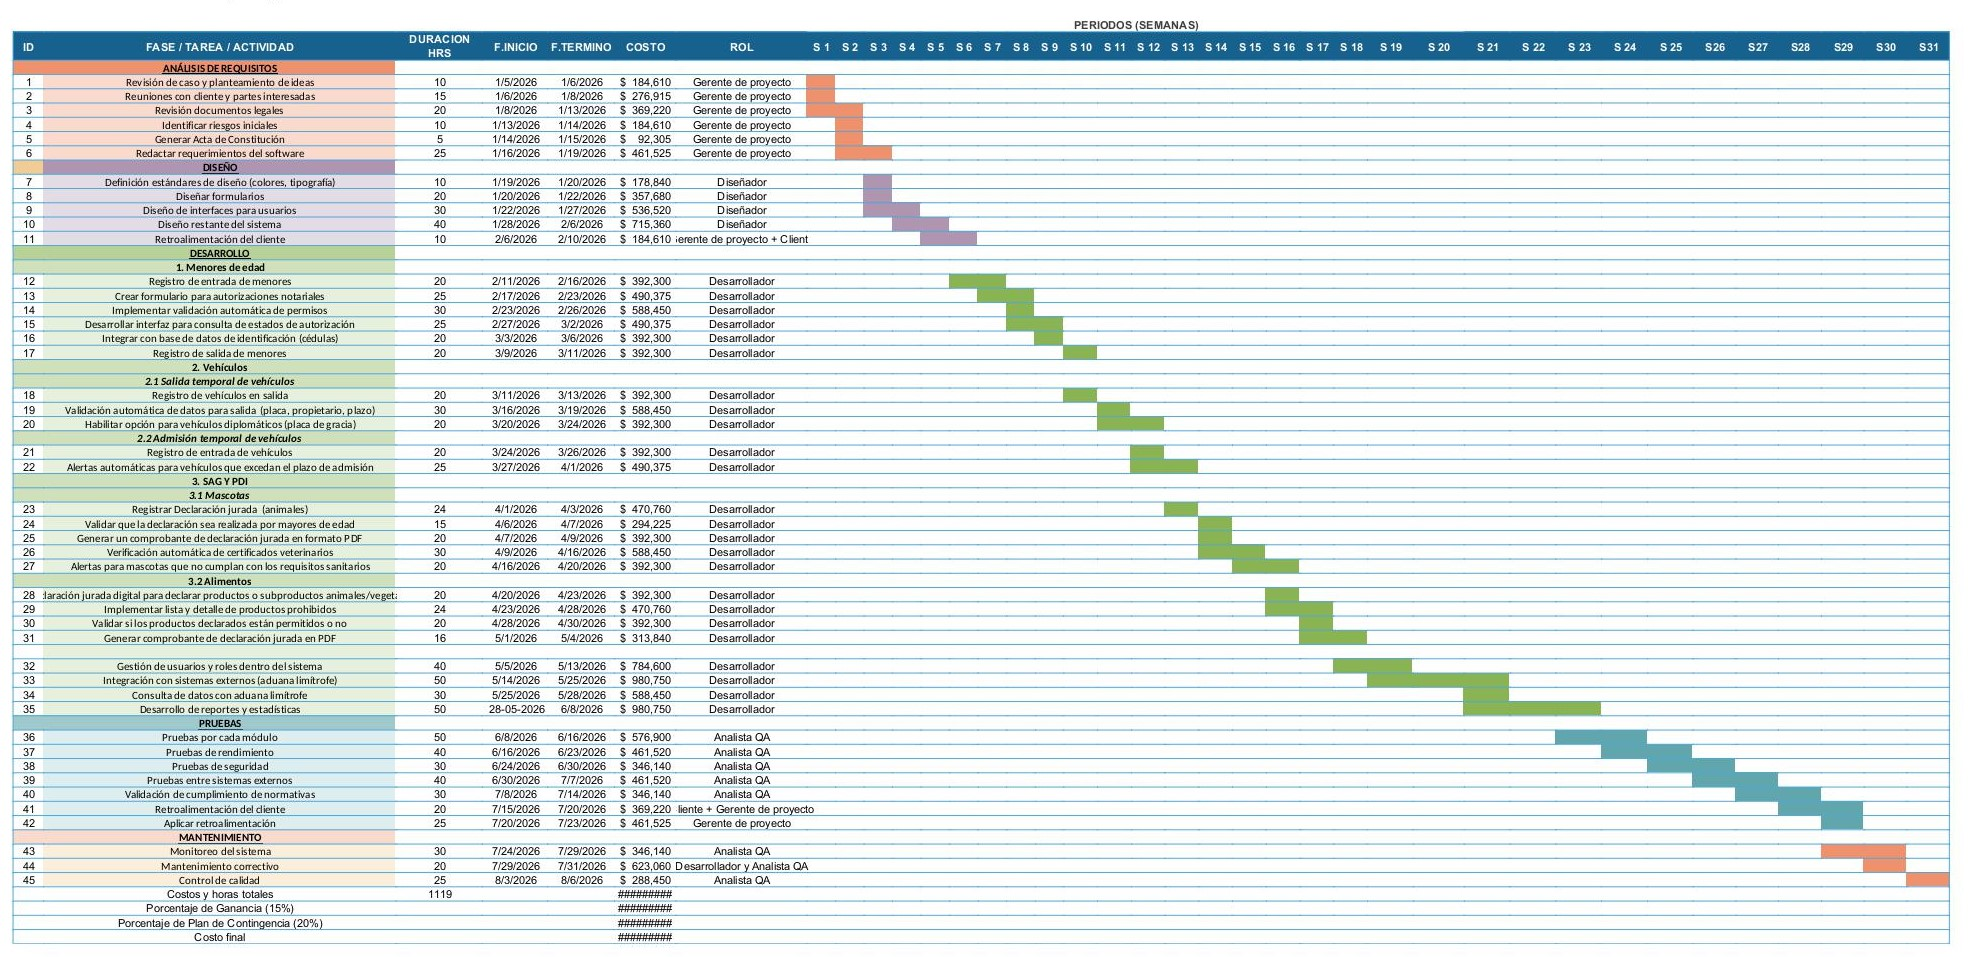 PERIODOS (SEMANAS)
ID FASE / TAREA / ACTIVIDAD DURACION HRS F.INICIO F.TERMINO COSTO ROL S 1 S 2 S 3 S 4 S 5 S 6 S 7 S 8 S 9 S 10 S 11 S 12 S 13 S 14 S 15 S 16 S 17 S 18 S 19 S 20 S 21 S 22 S 23 S 24 S 25 S26 S27 S28 S29 S30 S31
ANÁLISIS DE REQUISITOS
1 Revisión de caso y planteamiento de ideas 10 1/5/2026 1/6/2026 $ 184,610 Gerente de proyecto
2 Reuniones con cliente y partes interesadas 15 1/6/2026 1/8/2026 $ 276,915 Gerente de proyecto
3 Revisión documentos legales 20 1/8/2026 1/13/2026 $ 369,220 Gerente de proyecto
4 Identificar riesgos iniciales 10 1/13/2026 1/14/2026 $ 184,610 Gerente de proyecto
5 Generar Acta de Constitución 5 1/14/2026 1/15/2026 $ 92,305 Gerente de proyecto
6 Redactar requerimientos del software 25 1/16/2026 1/19/2026 $ 461,525 Gerente de proyecto
DISEÑO
7 Definición estándares de diseño (colores, tipografía) 10 1/19/2026 1/20/2026 $ 178,840 Diseñador
8 Diseñar formularios 20 1/20/2026 1/22/2026 $ 357,680 Diseñador
9 Diseño de interfaces para usuarios 30 1/22/2026 1/27/2026 $ 536,520 Diseñador
10 Diseño restante del sistema 40 1/28/2026 2/6/2026 $ 715,360 Diseñador
11 Retroalimentación del cliente 10 2/6/2026 2/10/2026 $ 184,610 erente de proyecto + Client
DESARROLLO
1. Menores de edad
12 Registro de entrada de menores 20 2/11/2026 2/16/2026 $ 392,300 Desarrollador
13 Crear formulario para autorizaciones notariales 25 2/17/2026 2/23/2026 $ 490,375 Desarrollador
14 Implementar validación automática de permisos 30 2/23/2026 2/26/2026 $ 588,450 Desarrollador
15 Desarrollar interfaz para consulta de estados de autorización 25 2/27/2026 3/2/2026 $ 490,375 Desarrollador
16 Integrar con base de datos de identificación (cédulas) 20 3/3/2026 3/6/2026 $ 392,300 Desarrollador
17 Registro de salida de menores 20 3/9/2026 3/11/2026 $ 392,300 Desarrollador
2. Vehículos
2.1 Salida temporal de vehículos
18 Registro de vehículos en salida 20 3/11/2026 3/13/2026 $ 392,300 Desarrollador
19 Validación automática de datos para salida (placa, propietario, plazo) 30 3/16/2026 3/19/2026 $ 588,450 Desarrollador
20 Habilitar opción para vehículos diplomáticos (placa de gracia) 20 3/20/2026 3/24/2026 $ 392,300 Desarrollador
2.2 Admisión temporal de vehículos
21 Registro de entrada de vehículos 20 3/24/2026 3/26/2026 $ 392,300 Desarrollador
22 Alertas automáticas para vehículos que excedan el plazo de admisión 25 3/27/2026 4/1/2026 $ 490,375 Desarrollador
3. SAG Y PDI
3.1 Mascotas
23 Registrar Declaración jurada (animales) 24 4/1/2026 4/3/2026 $ 470,760 Desarrollador
24 Validar que la declaración sea realizada por mayores de edad 15 4/6/2026 4/7/2026 $ 294,225 Desarrollador
25 Generar un comprobante de declaración jurada en formato PDF 20 4/7/2026 4/9/2026 $ 392,300 Desarrollador
26 Verificación automática de certificados veterinarios 30 4/9/2026 4/16/2026 $ 588,450 Desarrollador
27 Alertas para mascotas que no cumplan con los requisitos sanitarios 20 4/16/2026 4/20/2026 $ 392,300 Desarrollador
3.2 Alimentos
28 laración jurada digital para declarar productos o subproductos animales/veget 20 4/20/2026 4/23/2026 $ 392,300 Desarrollador
29 Implementar lista y detalle de productos prohibidos 24 4/23/2026 4/28/2026 $ 470,760 Desarrollador
30 Validar si los productos declarados están permitidos o no 20 4/28/2026 4/30/2026 $ 392,300 Desarrollador
31 Generar comprobante de declaración jurada en PDF 16 5/1/2026 5/4/2026 $ 313,840 Desarrollador
32 Gestión de usuarios y roles dentro del sistema 40 5/5/2026 5/13/2026 $ 784,600 Desarrollador
33 Integración con sistemas externos (aduana limítrofe) 50 5/14/2026 5/25/2026 $ 980,750 Desarrollador
34 Consulta de datos con aduana limítrofe 30 5/25/2026 5/28/2026 $ 588,450 Desarrollador
35 Desarrollo de reportes y estadísticas 50 28-05-2026 6/8/2026 $ 980,750 Desarrollador
PRUEBAS
36 Pruebas por cada módulo 50 6/8/2026 6/16/2026 $ 576,900 Analista QA
37 Pruebas de rendimiento 40 6/16/2026 6/23/2026 $ 461,520 Analista QA
38 Pruebas de seguridad 30 6/24/2026 6/30/2026 $ 346,140 Analista QA
39 Pruebas entre sistemas externos 40 6/30/2026 7/7/2026 $ 461,520 Analista QA
40 Validación de cumplimiento de normativas 30 7/8/2026 7/14/2026 $ 346,140 Analista QA
41 Retroalimentación del cliente 20 7/15/2026 7/20/2026 $ 369,220 liente + Gerente de proyecto
42 Aplicar retroalimentación 25 7/20/2026 7/23/2026 $ 461,525 Gerente de proyecto
MANTENIMIENTO
43 Monitoreo del sistema 30 7/24/2026 7/29/2026 $ 346,140 Analista QA
44 Mantenimiento correctivo 20 7/29/2026 7/31/2026 $ 623,060 Desarrollador y Analista QA
45 Control de calidad 25 8/3/2026 8/6/2026 $ 288,450 Analista QA
Costos y horas totales 1119 #########
Porcentaje de Ganancia (15%) #########
Porcentaje de Plan de Contingencia (20%) #########
Costo final #########